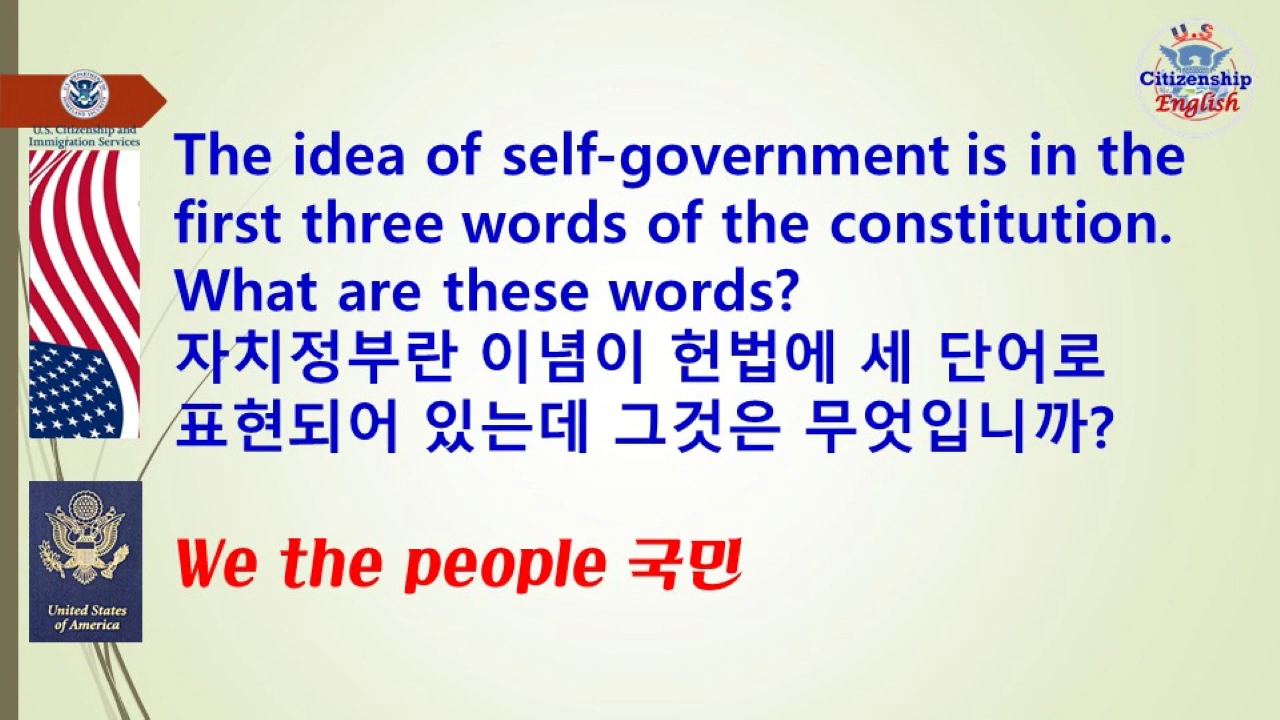 U.S
Citizenship
English
U.S. Citizenship and
Immigration Services
The idea of self-government is in the
first three words of the constitution.
What are these words?
자치정부란 이념이 헌법에 세 단어로
표현되어 있는데 그것은 무엇입니까?
We the people 국민
United States
of America